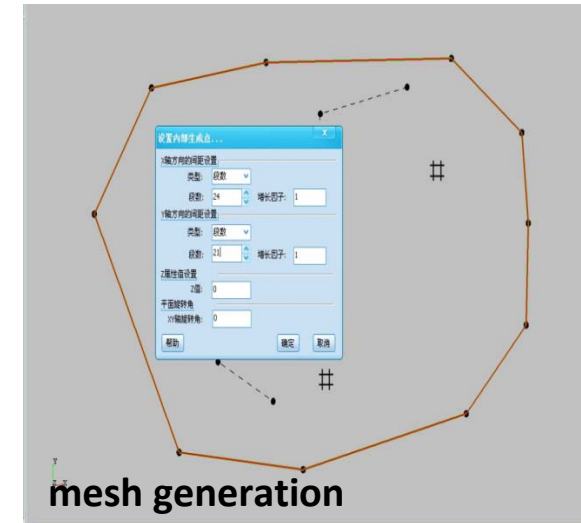 设置内部生成点...
X轴方向的间距设置
类型: 段数
段数: 24 增长因子: 1
Y轴方向的间距设置
类型: 段数
段数: 21 增长因子: 1
Z属性值设置
Z值: 0
平面旋转角
XY轴旋转角: 0
帮助 确定 取消
Y
Z X
mesh generation